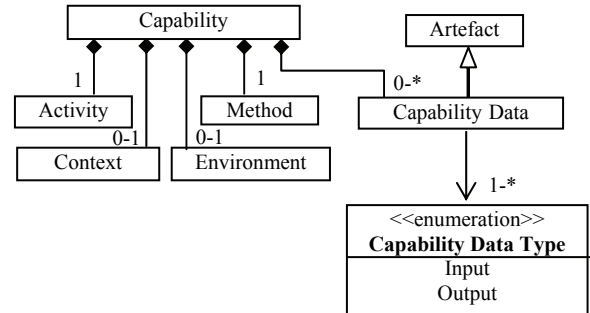 Capability
Artefact
1
1
0-*
Activity
Method
Capability Data
0-1
0-1
Context
Environment
1-*
<<enumeration>>
Capability Data Type
Input
Output